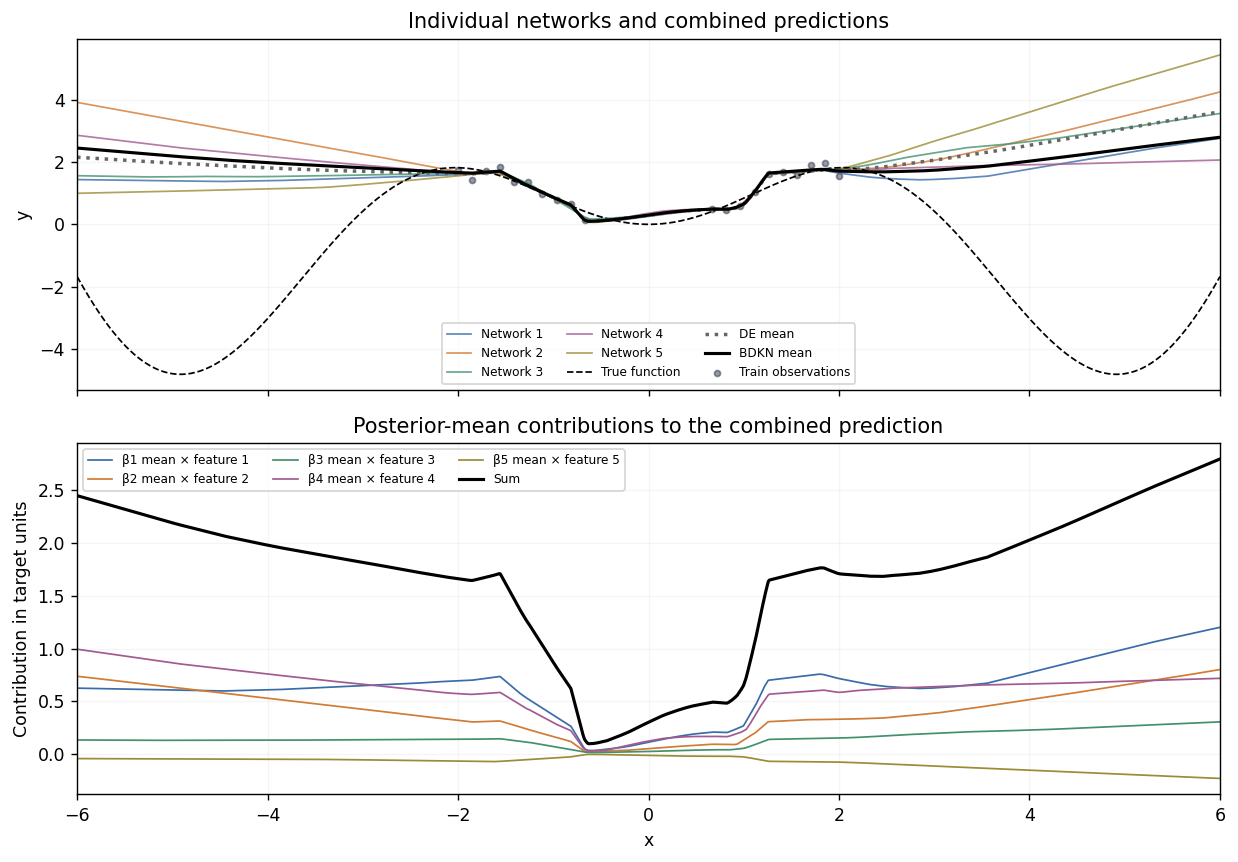 Individual networks and combined predictions
4
2
0
−2
−4
y
Network 1
Network 2
Network 3
Network 4
Network 5
True function
DE mean
BDKN mean
Train observations
Posterior-mean contributions to the combined prediction
2.5
2.0
1.5
1.0
0.5
0.0
Contribution in target units
β1 mean × feature 1
β2 mean × feature 2
β3 mean × feature 3
β4 mean × feature 4
β5 mean × feature 5
Sum
−6 −4 −2 0 2 4 6
x